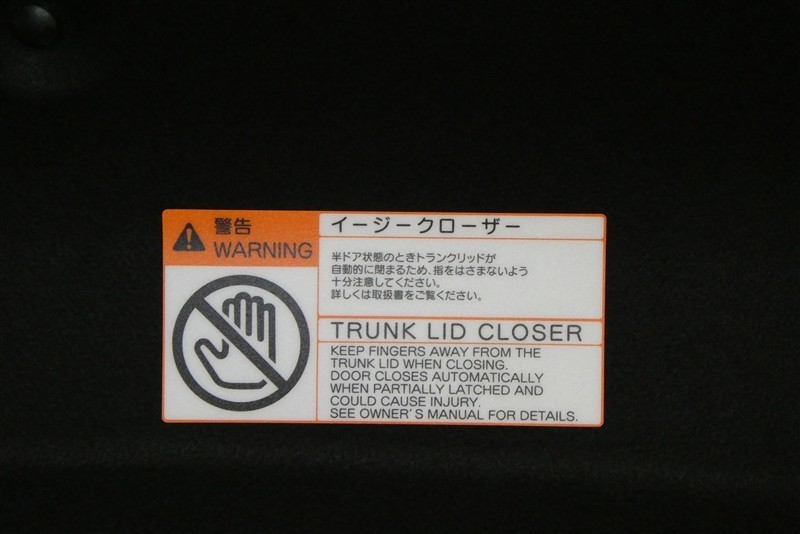 警告
WARNING
イージークローザー
半ドア状態のときトランクリッドが
自動的に閉まるため、指をはさまないよう
十分注意してください。
詳しくは取扱書をご覧ください。
TRUNK LID CLOSER
KEEP FINGERS AWAY FROM THE
TRUNK LID WHEN CLOSING.
DOOR CLOSES AUTOMATICALLY
WHEN PARTIALLY LATCHED AND
COULD CAUSE INJURY.
SEE OWNER'S MANUAL FOR DETAILS.